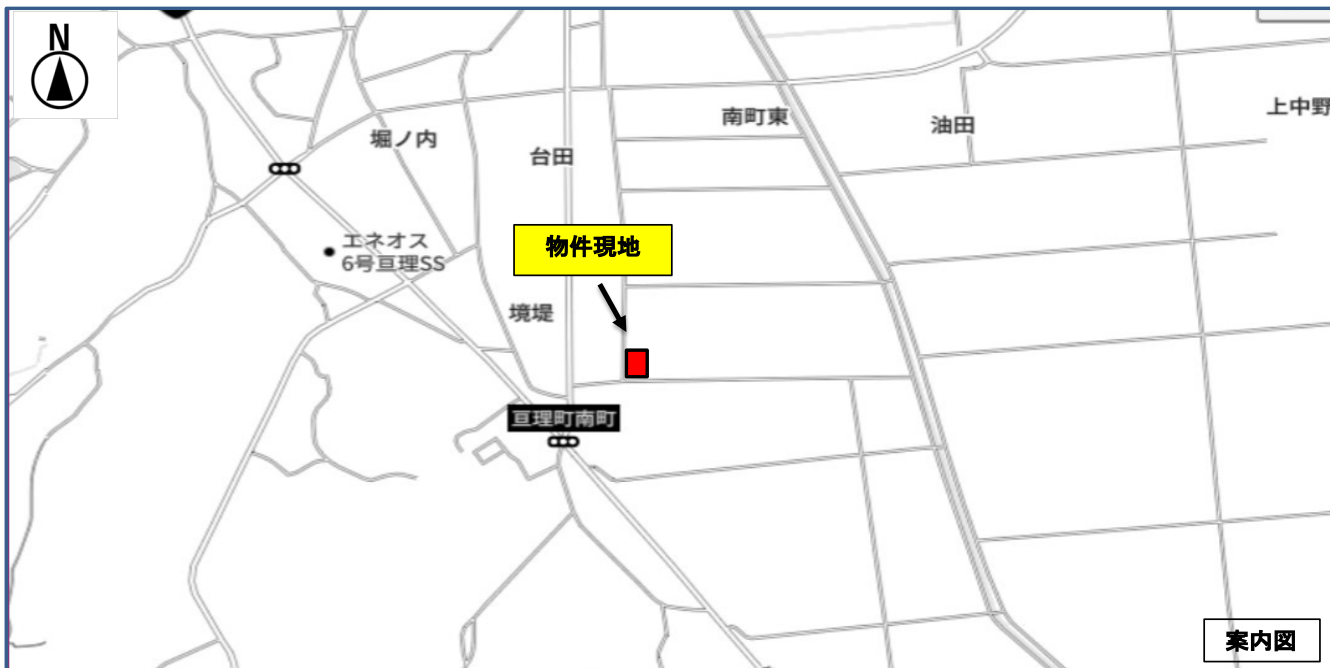 N
南町東
上中野
油田
堀ノ内
台田
エネオス
6号亘理SS
物件現地
境堤
亘理町南町
案内図